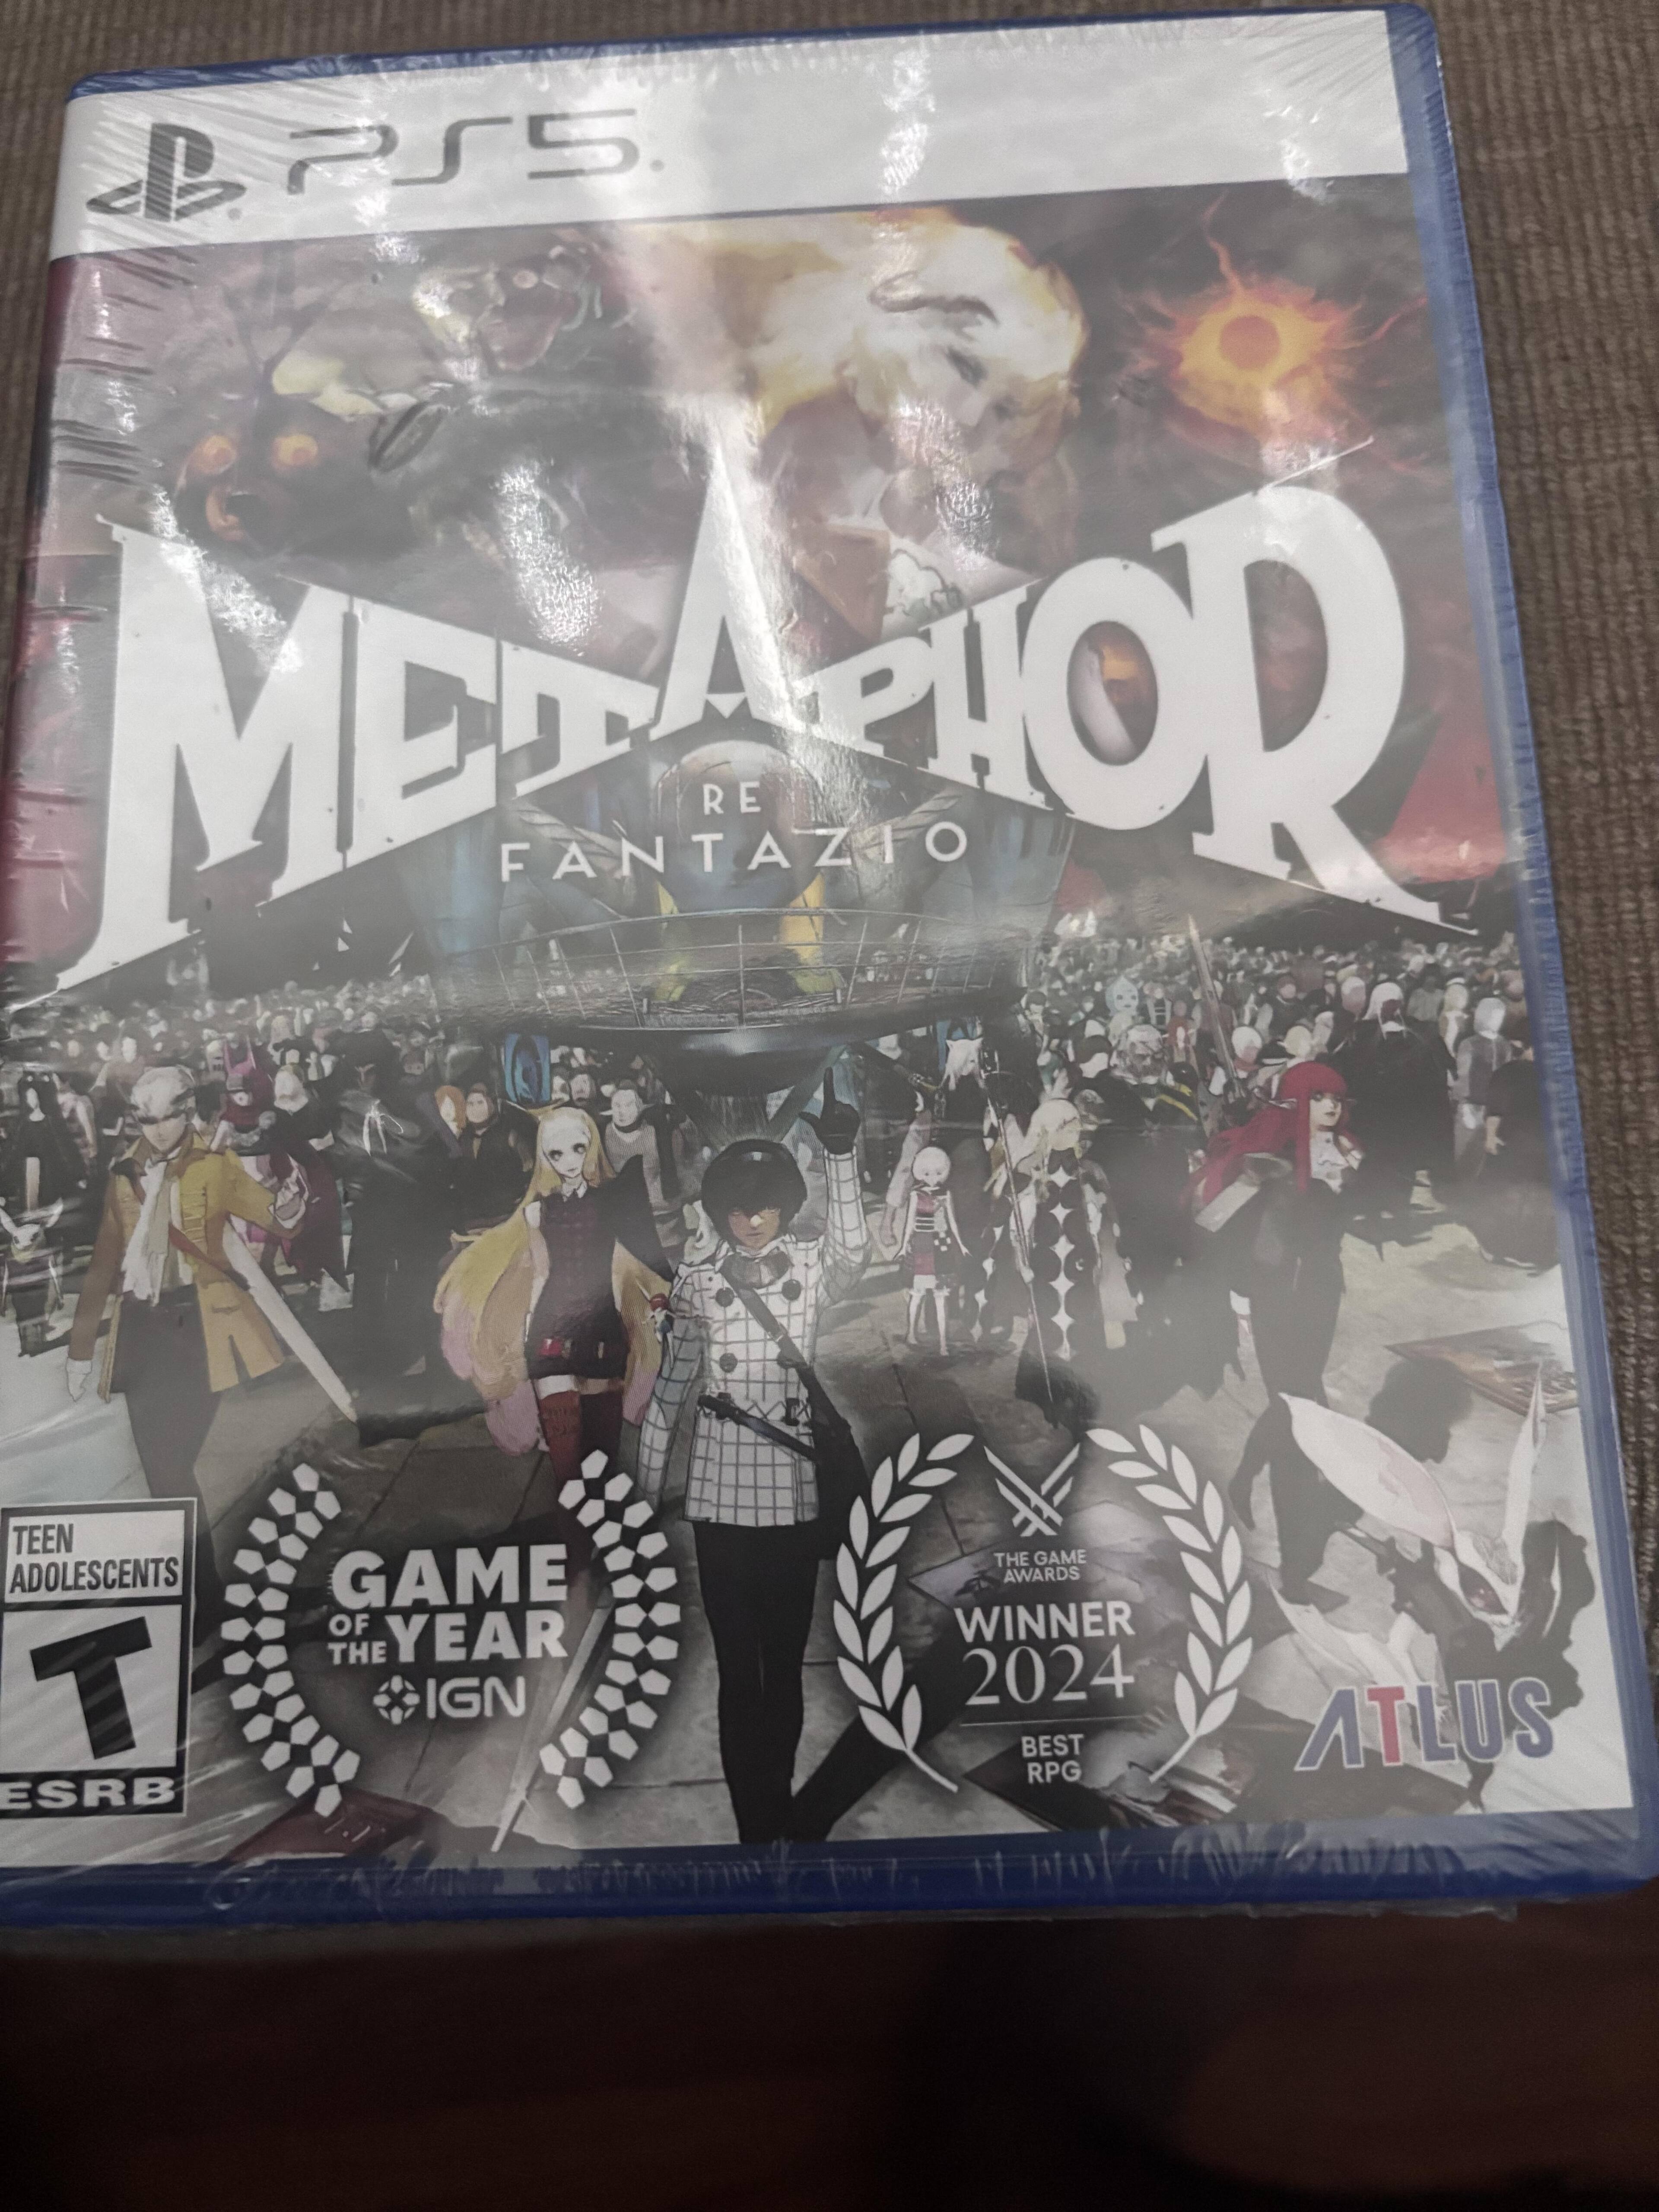 PS5
METAPHOR
RE
FANTAZIO
TEEN
ADOLESCENTS
T
ESRB
GAME
OF THE YEAR
IGN
THE GAME
AWARDS
WINNER
2024
BEST
RPG
ATLUS